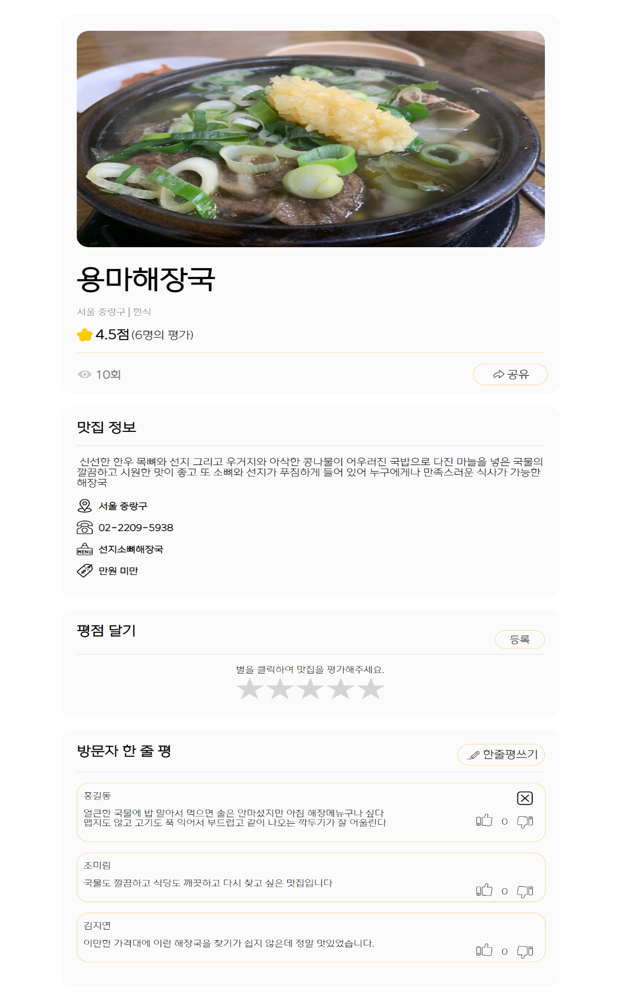 용마해장국
서울 중랑구 | 한식
4.5점 (6명의 평가)
10회
공유
맛집 정보
신선한 한우 목뼈와 선지 그리고 우거지와 아삭한 콩나물이 어우러진 국밥으로 다진 마늘을 넣은 국물의
깔끔하고 시원한 맛이 좋고 또 소뼈와 선지가 푸짐하게 들어 있어 누구에게나 만족스러운 식사가 가능한
해장국
서울 중랑구
02-2209-5938
MENU 선지소뼈해장국
만원 미만
평점 달기
등록
별을 클릭하여 맛집을 평가해주세요.
방문자 한 줄 평
한줄평쓰기
홍길동
얼큰한 국물에 밥 말아서 먹으면 술은 안마셨지만 아침 해장메뉴구나 싶다
맵지도 않고 고기도 푹 익어서 부드럽고 같이 나오는 깍두기가 잘 어울린다
0
조미림
국물도 깔끔하고 식당도 깨끗하고 다시 찾고 싶은 맛집입니다
0
김지연
이만한 가격대에 이런 해장국을 찾기가 쉽지 않은데 정말 맛있었습니다.
0